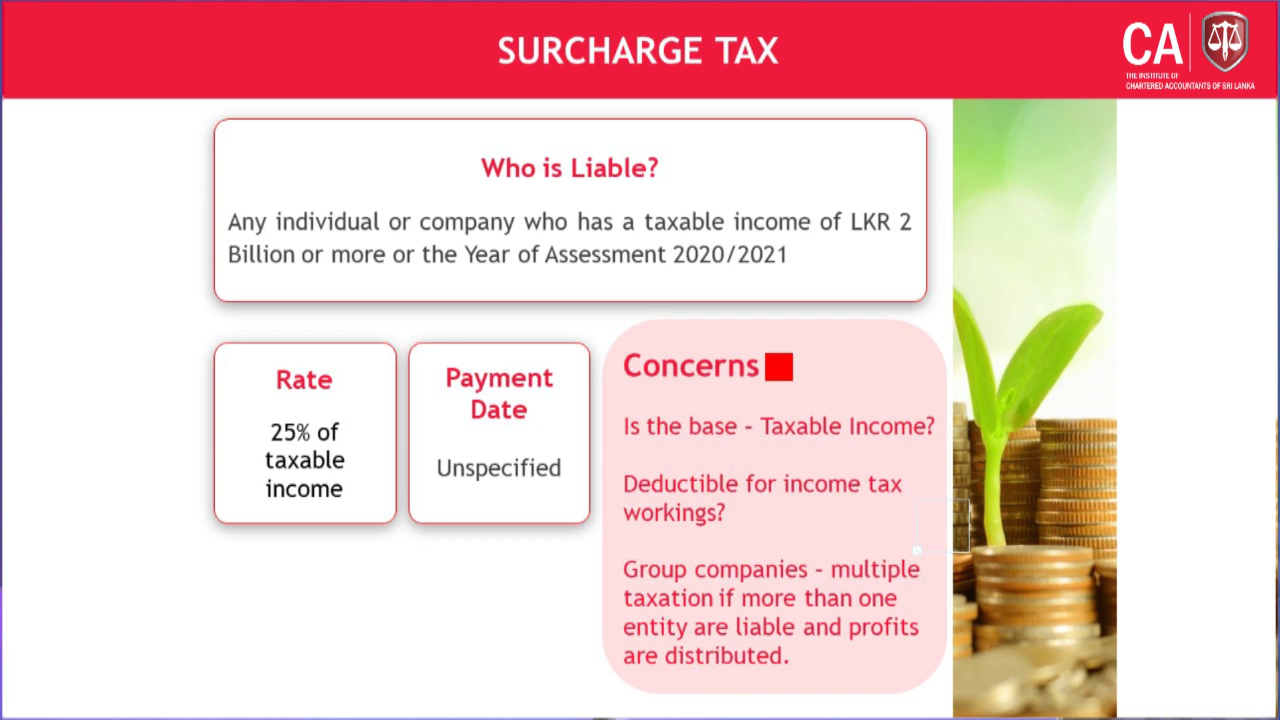 SURCHARGE TAX
CA
THE INSTITUTE OF
CHARTERED ACCOUNTANTS OF SRI LANKA
Who is Liable?
Any individual or company who has a taxable income of LKR 2
Billion or more or the Year of Assessment 2020/2021
Rate
25% of
taxable
income
Payment
Date
Unspecified
Concerns
Is the base - Taxable Income?
Deductible for income tax
workings?
Group companies - multiple
taxation if more than one
entity are liable and profits
are distributed.